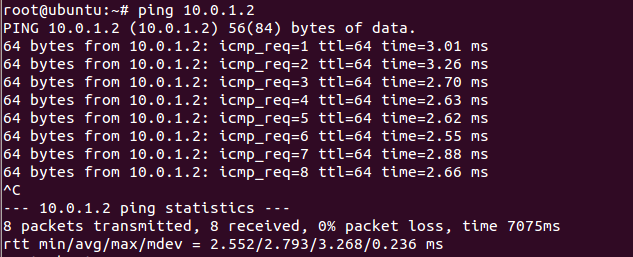 root@ubuntu:~# ping 10.0.1.2
PING 10.0.1.2 (10.0.1.2) 56(84) bytes of data.
64 bytes from 10.0.1.2: icmp_req=1 ttl=64 time=3.01 ms
64 bytes from 10.0.1.2: icmp_req=2 ttl=64 time=3.26 ms
64 bytes from 10.0.1.2: icmp_req=3 ttl=64 time=2.70 ms
64 bytes from 10.0.1.2: icmp_req=4 ttl=64 time=2.63 ms
64 bytes from 10.0.1.2: icmp_req=5 ttl=64 time=2.62 ms
64 bytes from 10.0.1.2: icmp_req=6 ttl=64 time=2.55 ms
64 bytes from 10.0.1.2: icmp_req=7 ttl=64 time=2.88 ms
64 bytes from 10.0.1.2: icmp_req=8 ttl=64 time=2.66 ms
^C
--- 10.0.1.2 ping statistics ---
8 packets transmitted, 8 received, 0% packet loss, time 7075ms
rtt min/avg/max/mdev = 2.552/2.793/3.268/0.236 ms